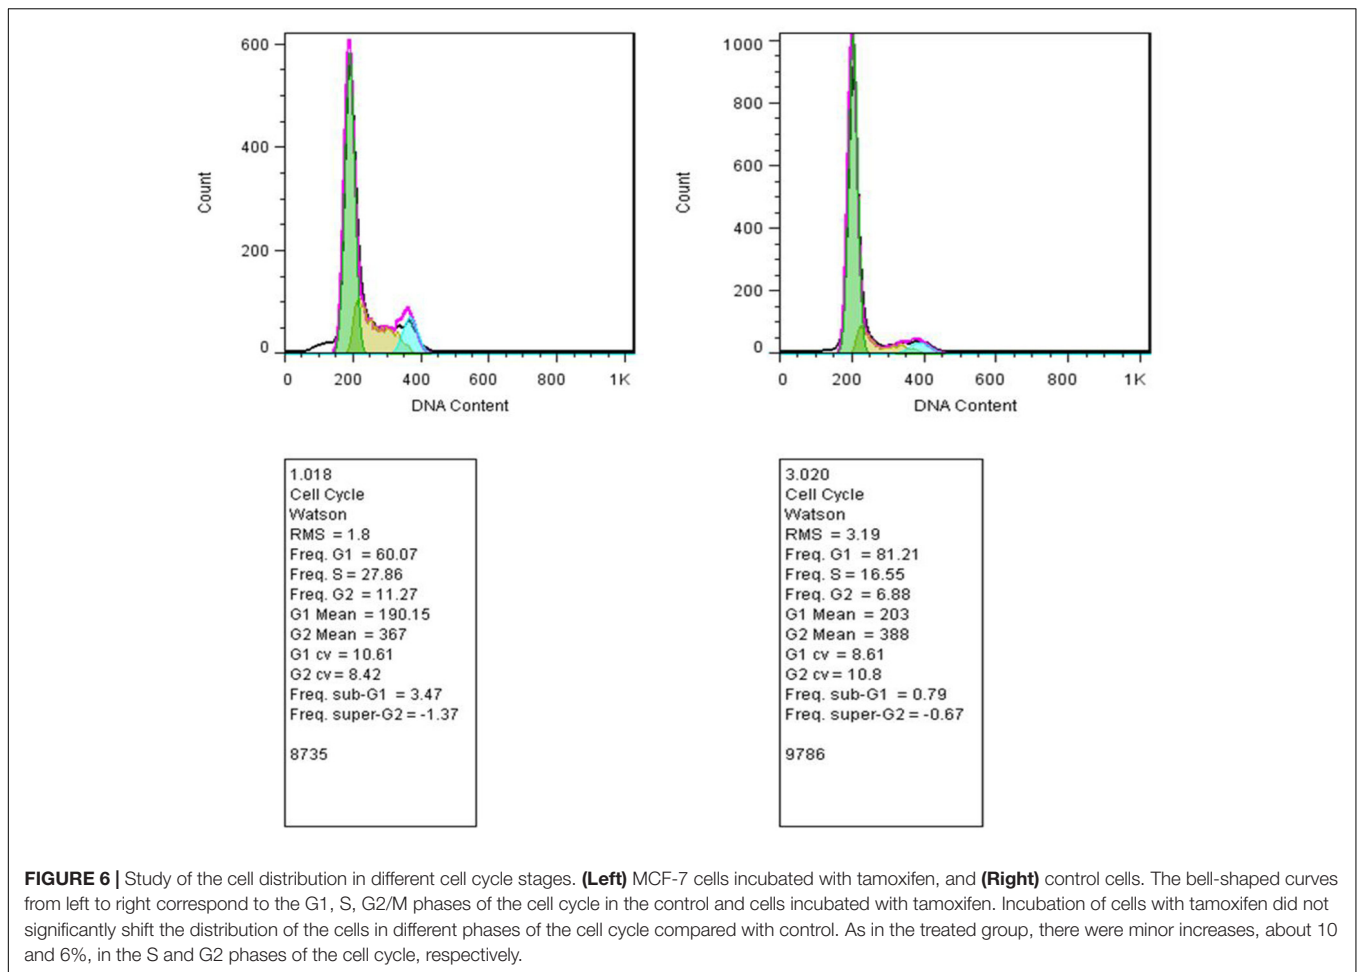 600
400
200
0
Count
0 200 400 600 800 1K
DNA Content
1000
800
600
400
200
0
Count
0 200 400 600 800 1K
DNA Content
1.018
Cell Cycle
Watson
RMS = 1.8
Freq. G1 = 60.07
Freq. S = 27.86
Freq. G2 = 11.27
G1 Mean = 190.15
G2 Mean = 367
G1 cv = 10.61
G2 cv = 8.42
Freq. sub-G1 = 3.47
Freq. super-G2 = -1.37
8735
3.020
Cell Cycle
Watson
RMS = 3.19
Freq. G1 = 81.21
Freq. S = 16.55
Freq. G2 = 6.88
G1 Mean = 203
G2 Mean = 388
G1 cv = 8.61
G2 cv = 10.8
Freq. sub-G1 = 0.79
Freq. super-G2 = -0.67
9786
FIGURE 6 | Study of the cell distribution in different cell cycle stages. (Left) MCF-7 cells incubated with tamoxifen, and (Right) control cells. The bell-shaped curves
from left to right correspond to the G1, S, G2/M phases of the cell cycle in the control and cells incubated with tamoxifen. Incubation of cells with tamoxifen did not
significantly shift the distribution of the cells in different phases of the cell cycle compared with control. As in the treated group, there were minor increases, about 10
and 6%, in the S and G2 phases of the cell cycle, respectively.